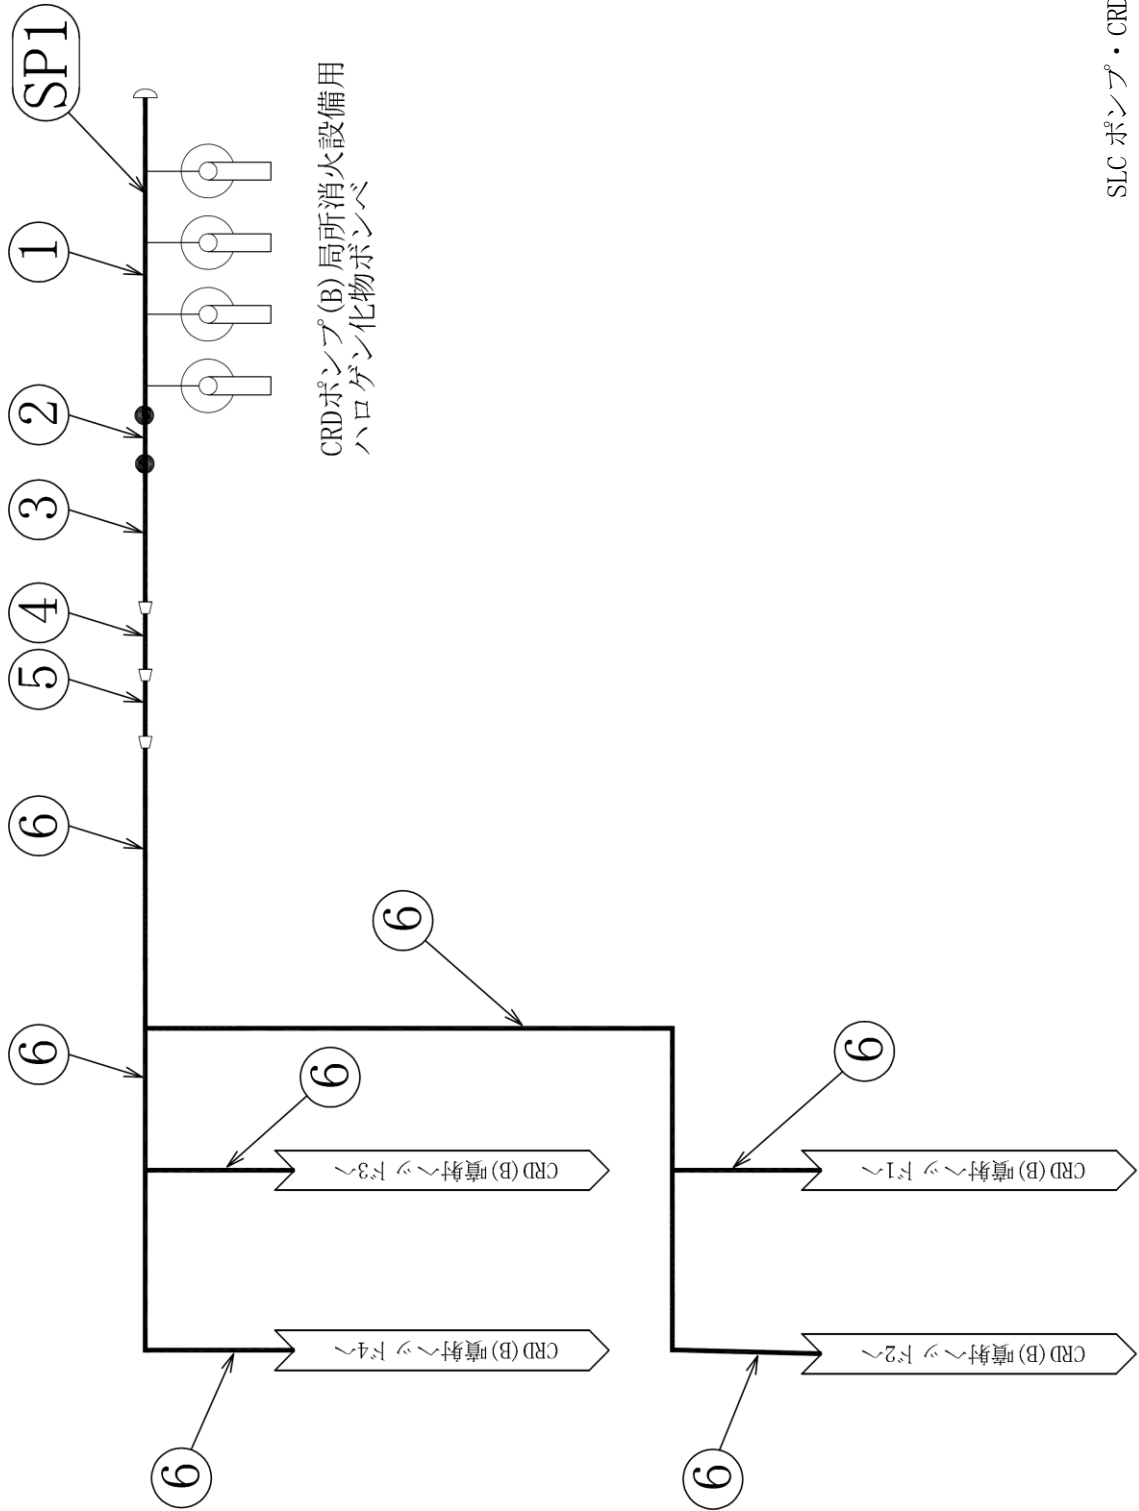 SP1
①
②
③
④
⑤
⑥
⑥
⑥
⑥
⑥
⑥
⑥
CRDポンプ(B)局所消火設備用
ハロゲン化物ボンベ
CRD(B)噴射ヘッド3へ
CRD(B)噴射ヘッド4へ
CRD(B)噴射ヘッド1へ
CRD(B)噴射ヘッド2へ
SLC ポンプ・CRD